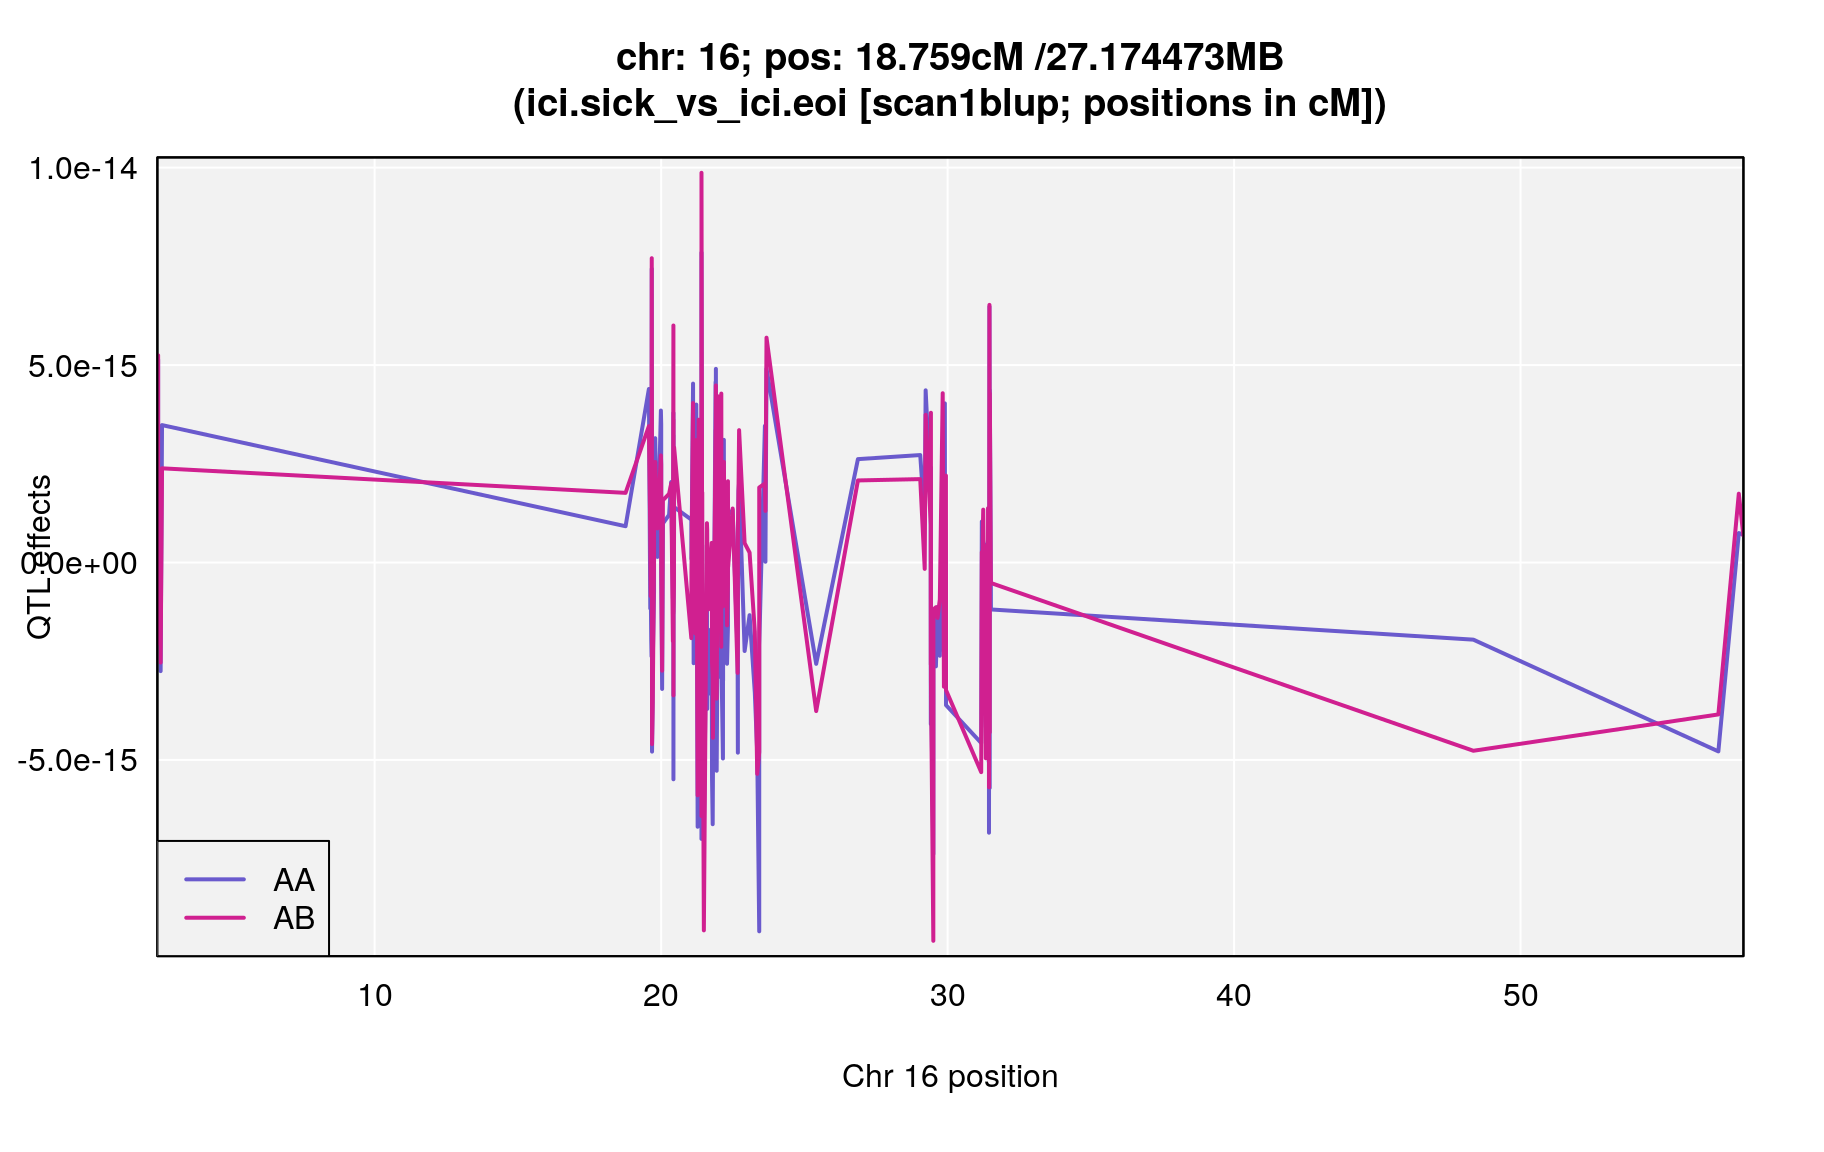 chr: 16; pos: 18.759cM /27.174473MB
(ici.sick_vs_ici.eoi [scan1blup; positions in cM])
1.0e-14
5.0e-15
0.0e+00
-5.0e-15
QTL effects
AA
AB
10 20 30 40 50
Chr 16 position